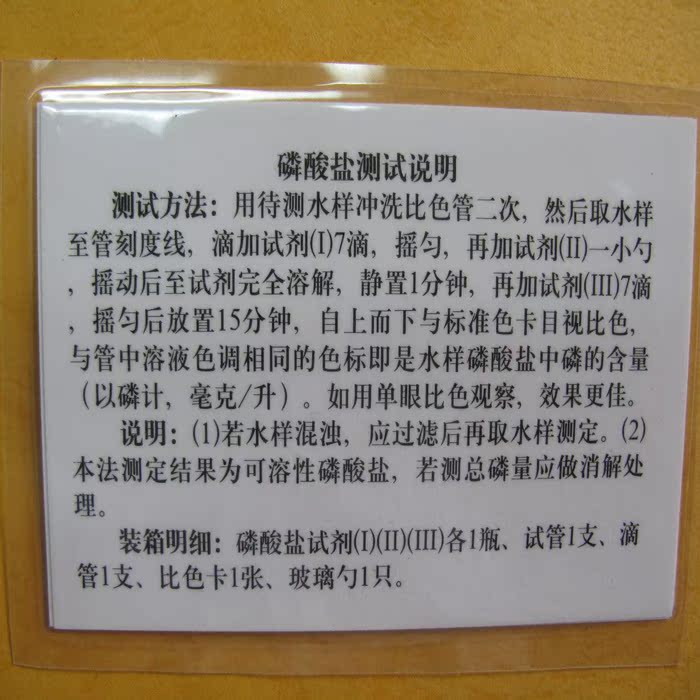 磷酸盐测试说明
测试方法：用待测水样冲洗比色管二次，然后取水样
至管刻度线，滴加试剂(I)7滴，摇匀，再加试剂(II)一小勺
，摇动后至试剂完全溶解，静置1分钟，再加试剂(III)7滴
，摇匀后放置15分钟，自上而下与标准色卡目视比色，
与管中溶液色调相同的色标即是水样磷酸盐中磷的含量
（以磷计，毫克/升）。如用单眼比色观察，效果更佳。
说明：(1)若水样混浊，应过滤后再取水样测定。(2)
本法测定结果为可溶性磷酸盐，若测总磷量应做消解处
理。
装箱明细：磷酸盐试剂(I)(II)(III)各1瓶、试管1支、滴
管1支、比色卡1张、玻璃勺1只。